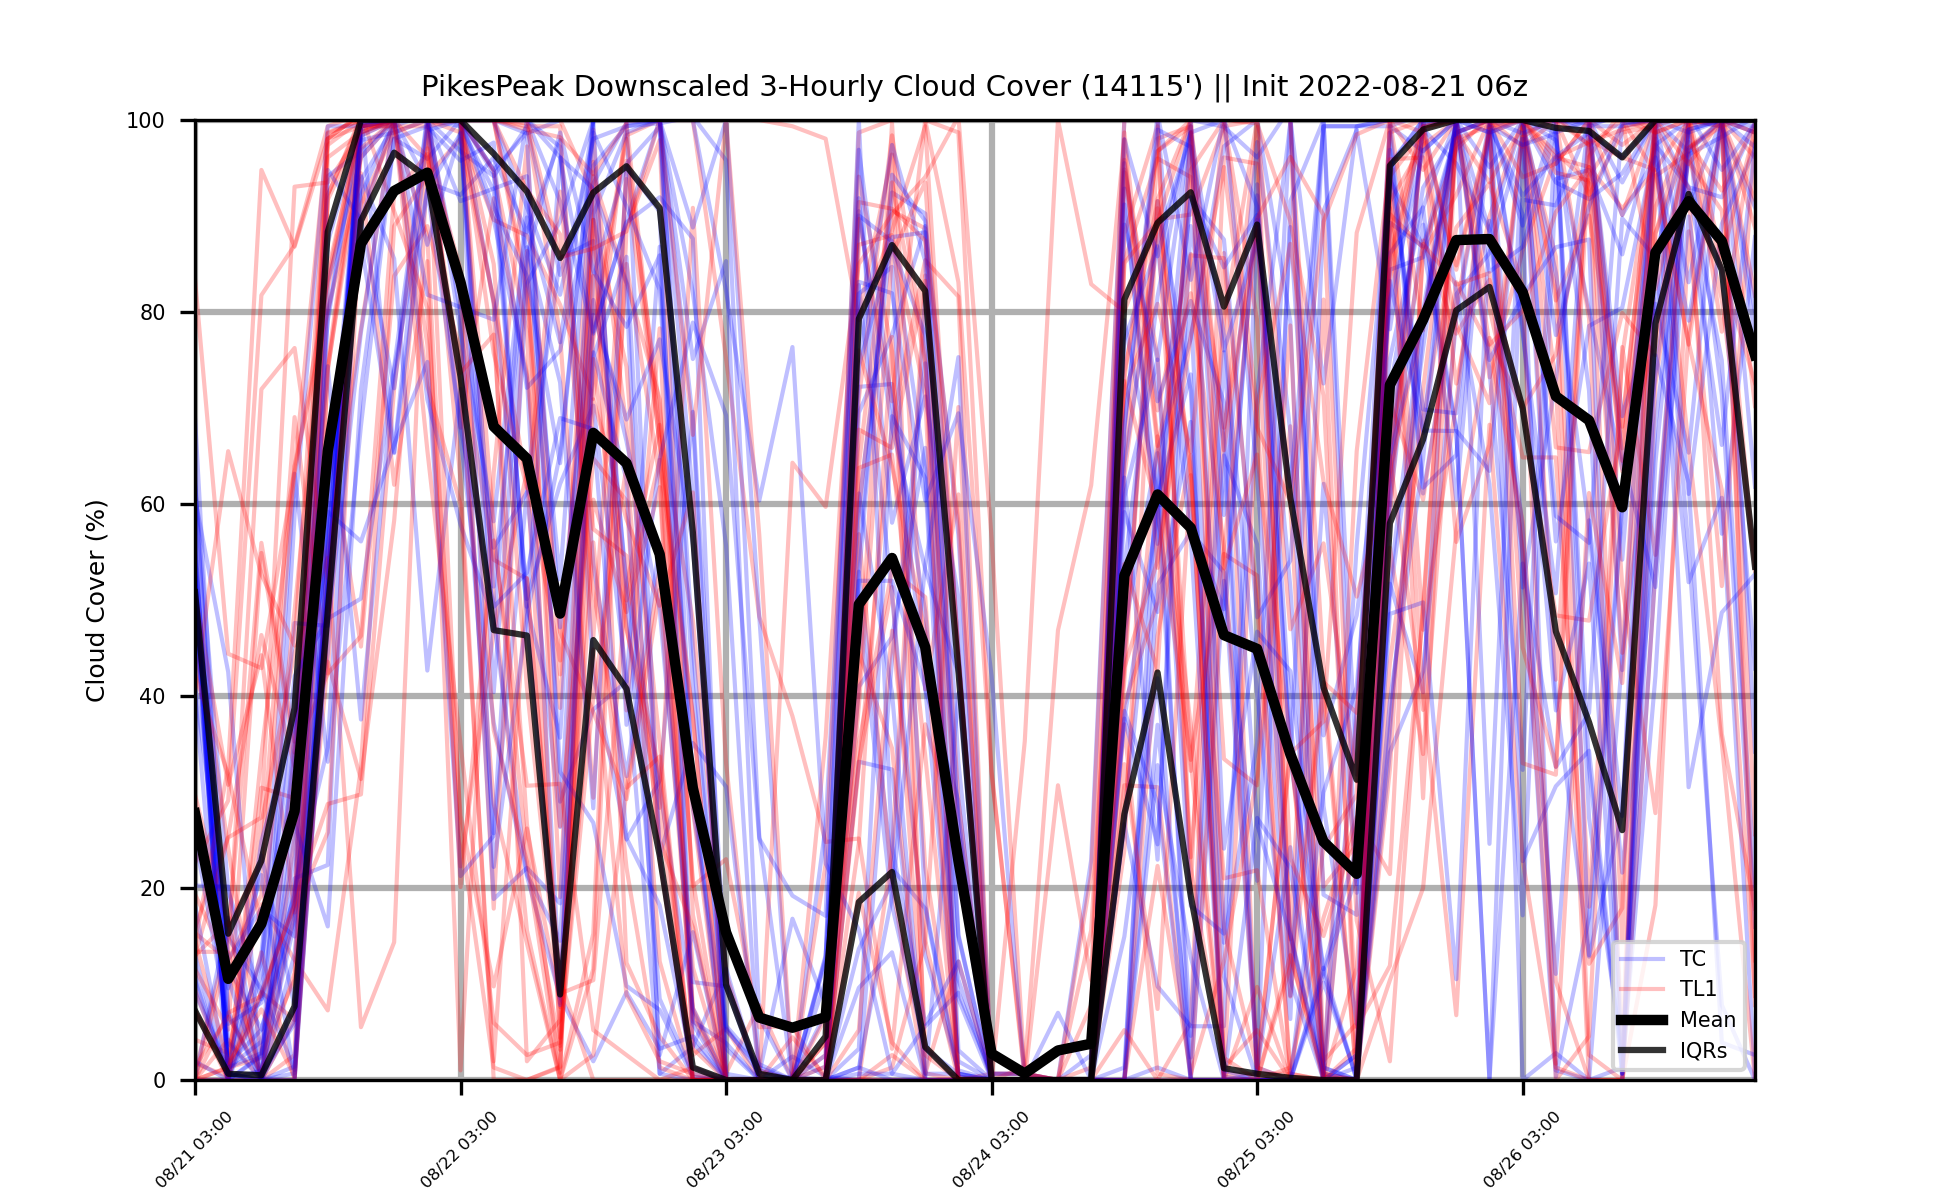 PikesPeak Downscaled 3-Hourly Cloud Cover (14115') || Init 2022-08-21 06z
Cloud Cover (%)
100
80
60
40
20
0
08/21 03:00
08/22 03:00
08/23 03:00
08/24 03:00
08/25 03:00
08/26 03:00
TC
TL1
Mean
IQRs